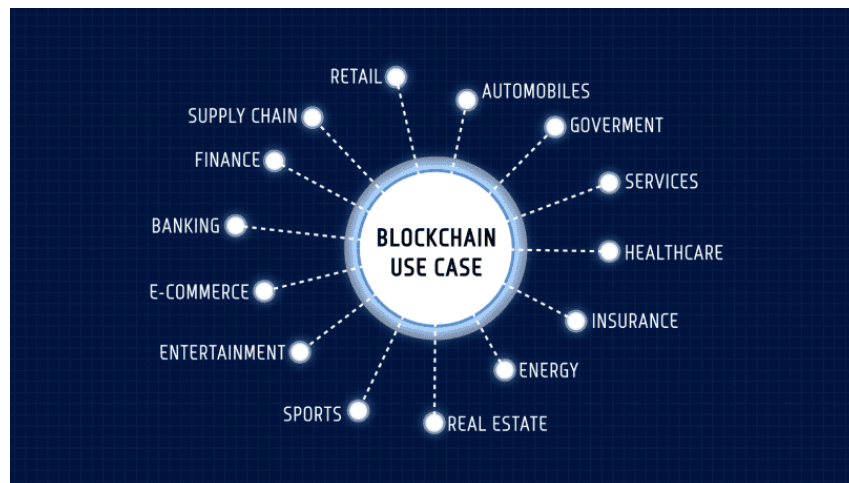 RETAIL
AUTOMOBILES
SUPPLY CHAIN
GOVERMENT
FINANCE
SERVICES
BANKING
BLOCKCHAIN
USE CASE
HEALTHCARE
E-COMMERCE
INSURANCE
ENTERTAINMENT
ENERGY
SPORTS
REAL ESTATE